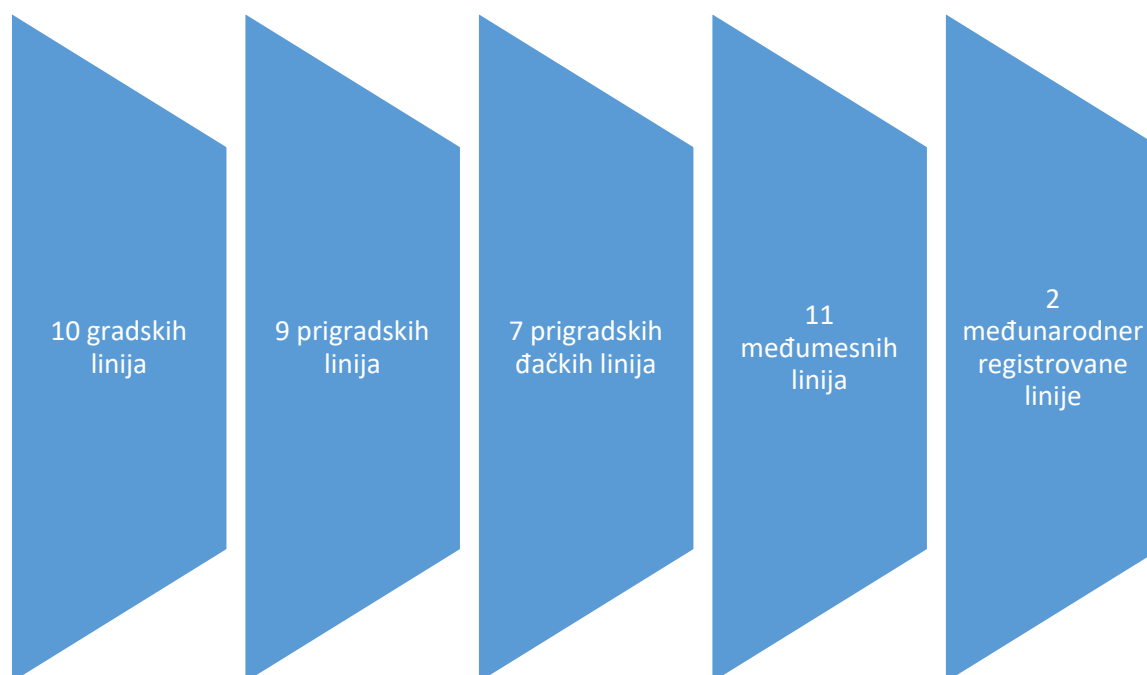 10 gradskih
linija
9 prigradskih
linija
7 prigradskih
đačkih linija
11
međumesnih
linija
2
međunarodner
registrovane
linije